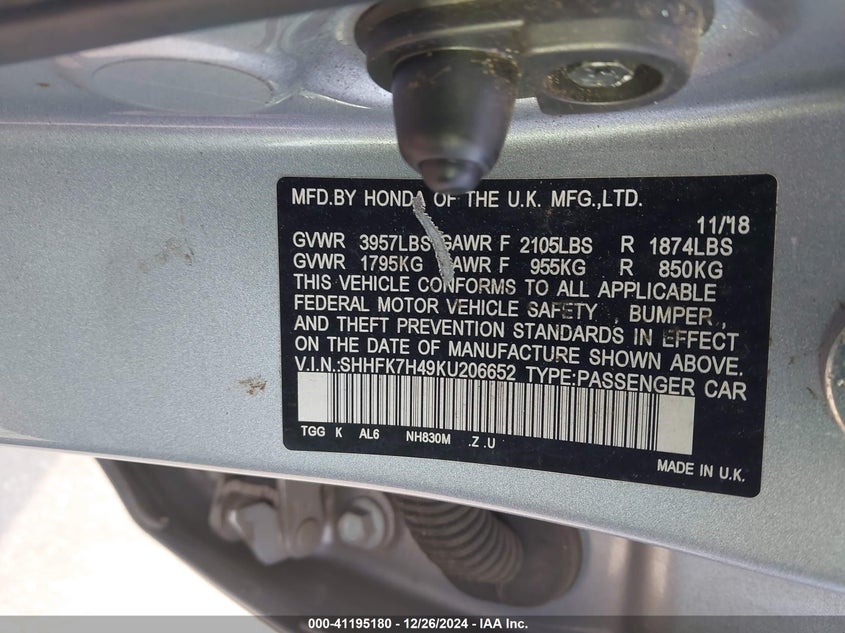 MFD.BY HONDA OF THE U.K. MFG.,LTD.
11/18
GVWR 3957LBS GAWR F 2105LBS R 1874LBS
GVWR 1795KG GAWR F 955KG R 850KG
THIS VEHICLE CONFORMS TO ALL APPLICABLE
FEDERAL MOTOR VEHICLE SAFETY , BUMPER ,
AND THEFT PREVENTION STANDARDS IN EFFECT
ON THE DATE OF MANUFACTURE SHOWN ABOVE.
V.I.N.:SHHFK7H49KU206652 TYPE:PASSENGER CAR
TGG K AL6 NH830M .Z .U
MADE IN U.K.
000-41195180 - 12/26/2024 - IAA Inc.